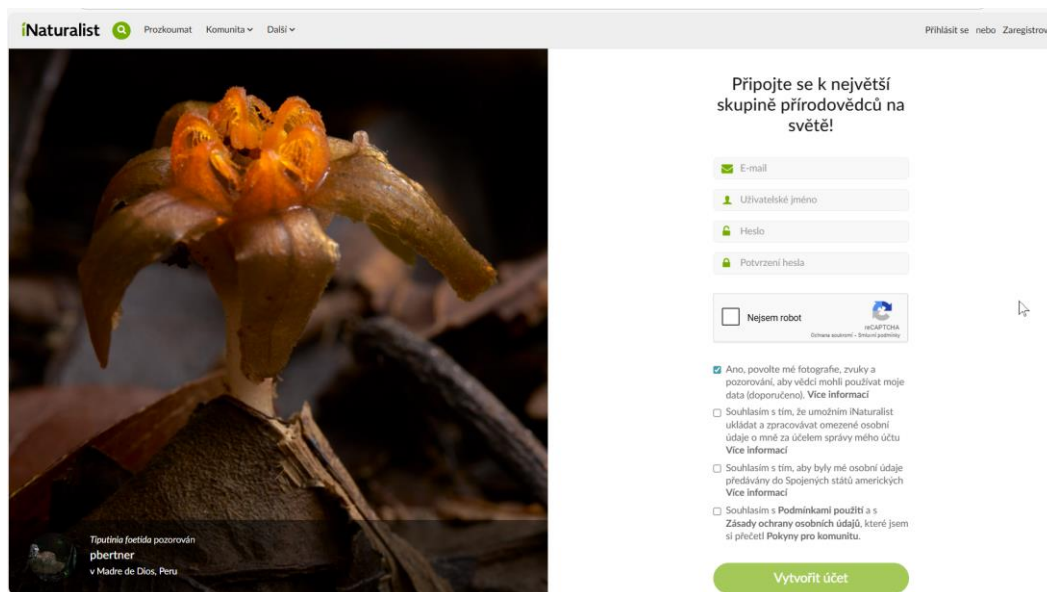 iNaturalist
Prozkoumat Komunita Další
Přihlásit se nebo Zaregistrov
Připojte se k největší
skupině přírodovědců na
světě!
E-mail
Uživatelské jméno
Heslo
Potvrzení hesla
Nejsem robot
reCAPTCHA
Ochrana soukromí - Smluvní podmínky
Ano, povolte mé fotografie, zvuky a
pozorování, aby vědci mohli používat moje
data (doporučeno). Více informací
Souhlasím s tím, že umožním iNaturalist
ukládat a zpracovávat omezené osobní
údaje o mně za účelem správy mého účtu
Více informací
Souhlasím s tím, aby byly mé osobní údaje
předávány do Spojených států amerických
Více informací
Souhlasím s Podmínkami použití a s
Zásady ochrany osobních údajů, které jsem
si přečetl Pokyny pro komunitu.
Vytvořit účet
Tiputinia foetida pozorován
pbertner
v Madre de Dios, Peru